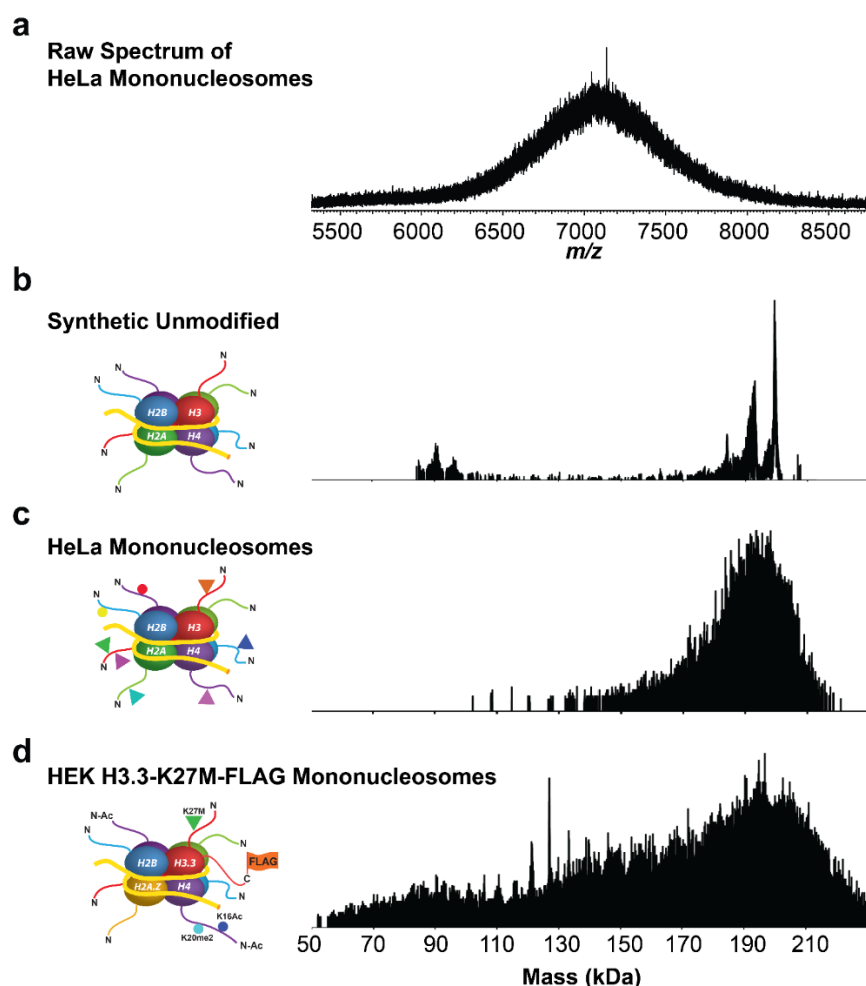 a
Raw Spectrum of
HeLa Mononucleosomes
5500 6000 6500 7000 7500 8000 8500
m/z
b
Synthetic Unmodified
N
N
N
N
H2B H3
H2A H4
N
N
N
N
c
HeLa Mononucleosomes
N
N
N
N
H2B H3
H2A H4
N
N
N
N
d
HEK H3.3-K27M-FLAG Mononucleosomes
N-Ac
K27M
N
N
N
FLAG
H2B H3.3
C
H2A.Z H4
N
N
K16Ac
N
K20me2
N-Ac
50 70 90 110 130 150 170 190 210
Mass (kDa)